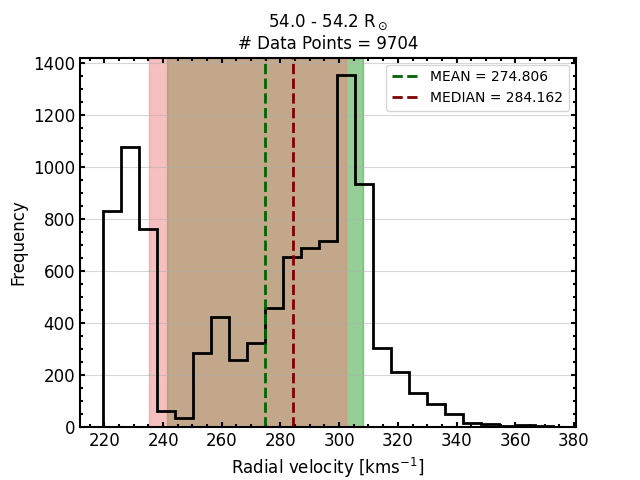 54.0 - 54.2 R⊙
# Data Points = 9704
MEAN = 274.806
MEDIAN = 284.162
1400
1200
1000
800
600
400
200
0
Frequency
220 240 260 280 300 320 340 360 380
Radial velocity [kms⁻¹]